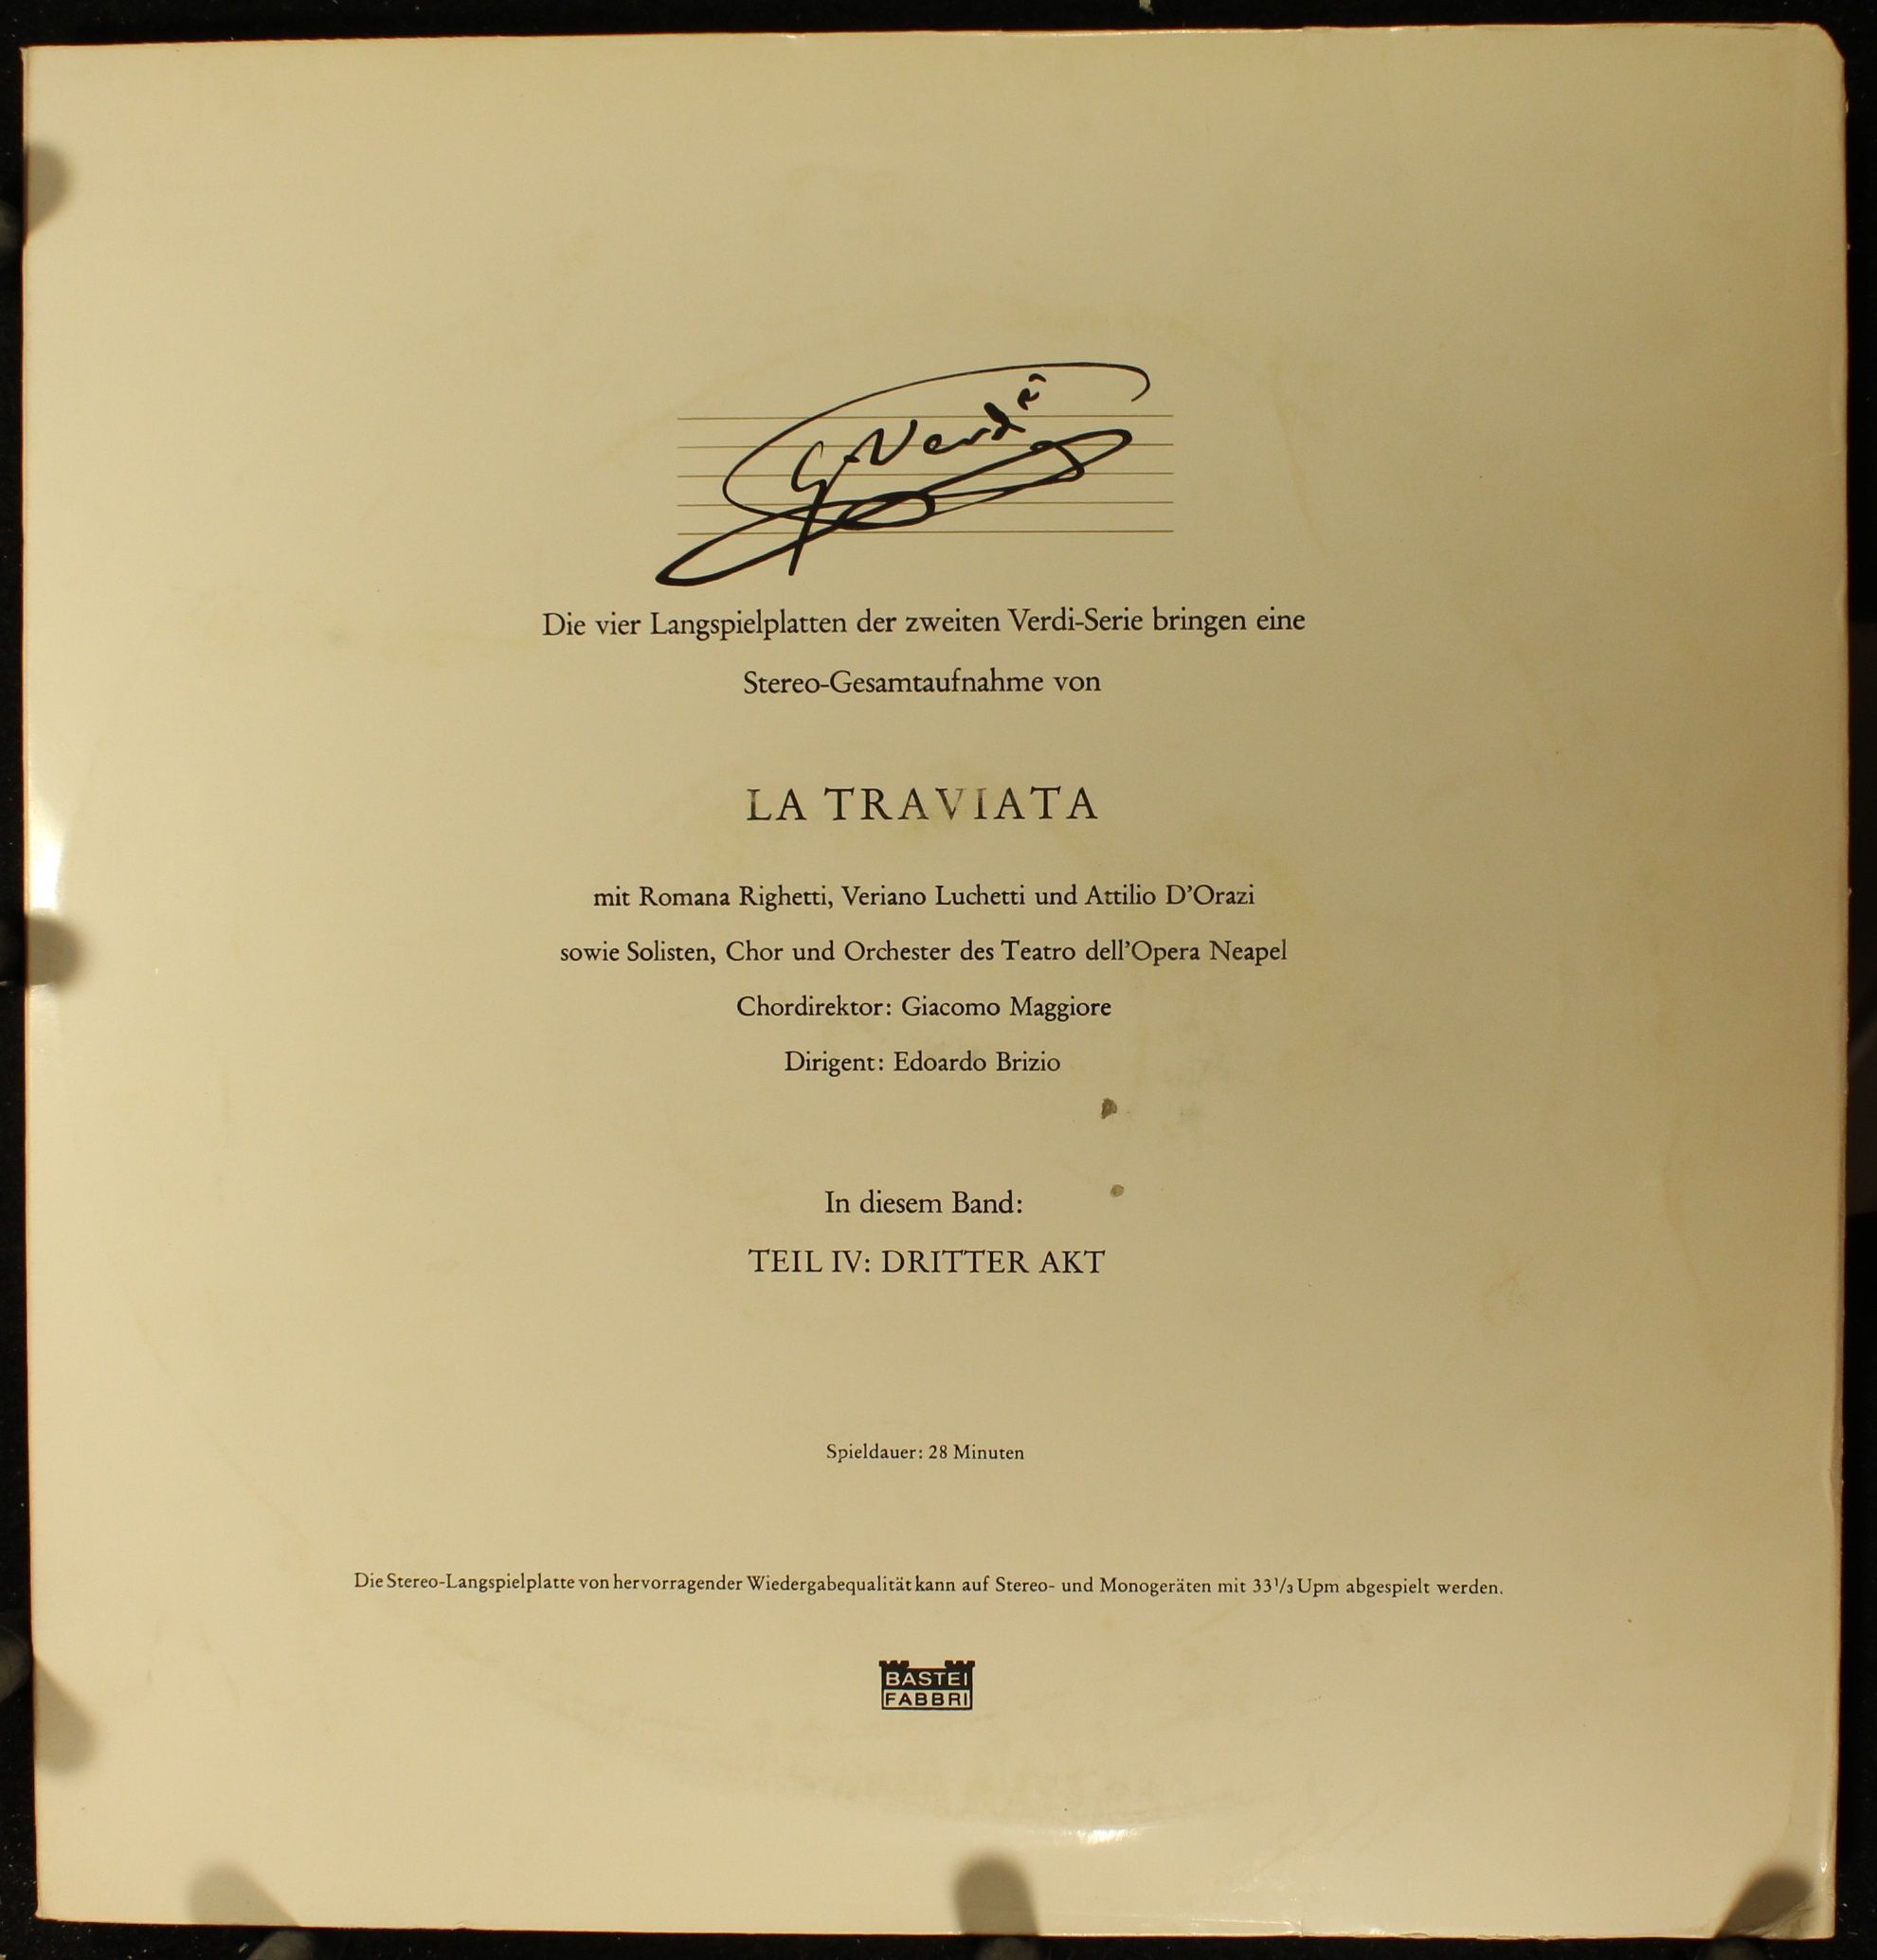 G. Verdi
Die vier Langspielplatten der zweiten Verdi-Serie bringen eine
Stereo-Gesamtaufnahme von
LA TRAVIATA
mit Romana Righetti, Veriano Luchetti und Attilio D’Orazi
sowie Solisten, Chor und Orchester des Teatro dell’Opera Neapel
Chordirektor: Giacomo Maggiore
Dirigent: Edoardo Brizio
In diesem Band:
TEIL IV: DRITTER AKT
Spieldauer: 28 Minuten
Die Stereo-Langspielplatte von hervorragender Wiedergabequalität kann auf Stereo- und Monogeräten mit 33 1/3 Upm abgespielt werden.
BASTEI
FABBRI